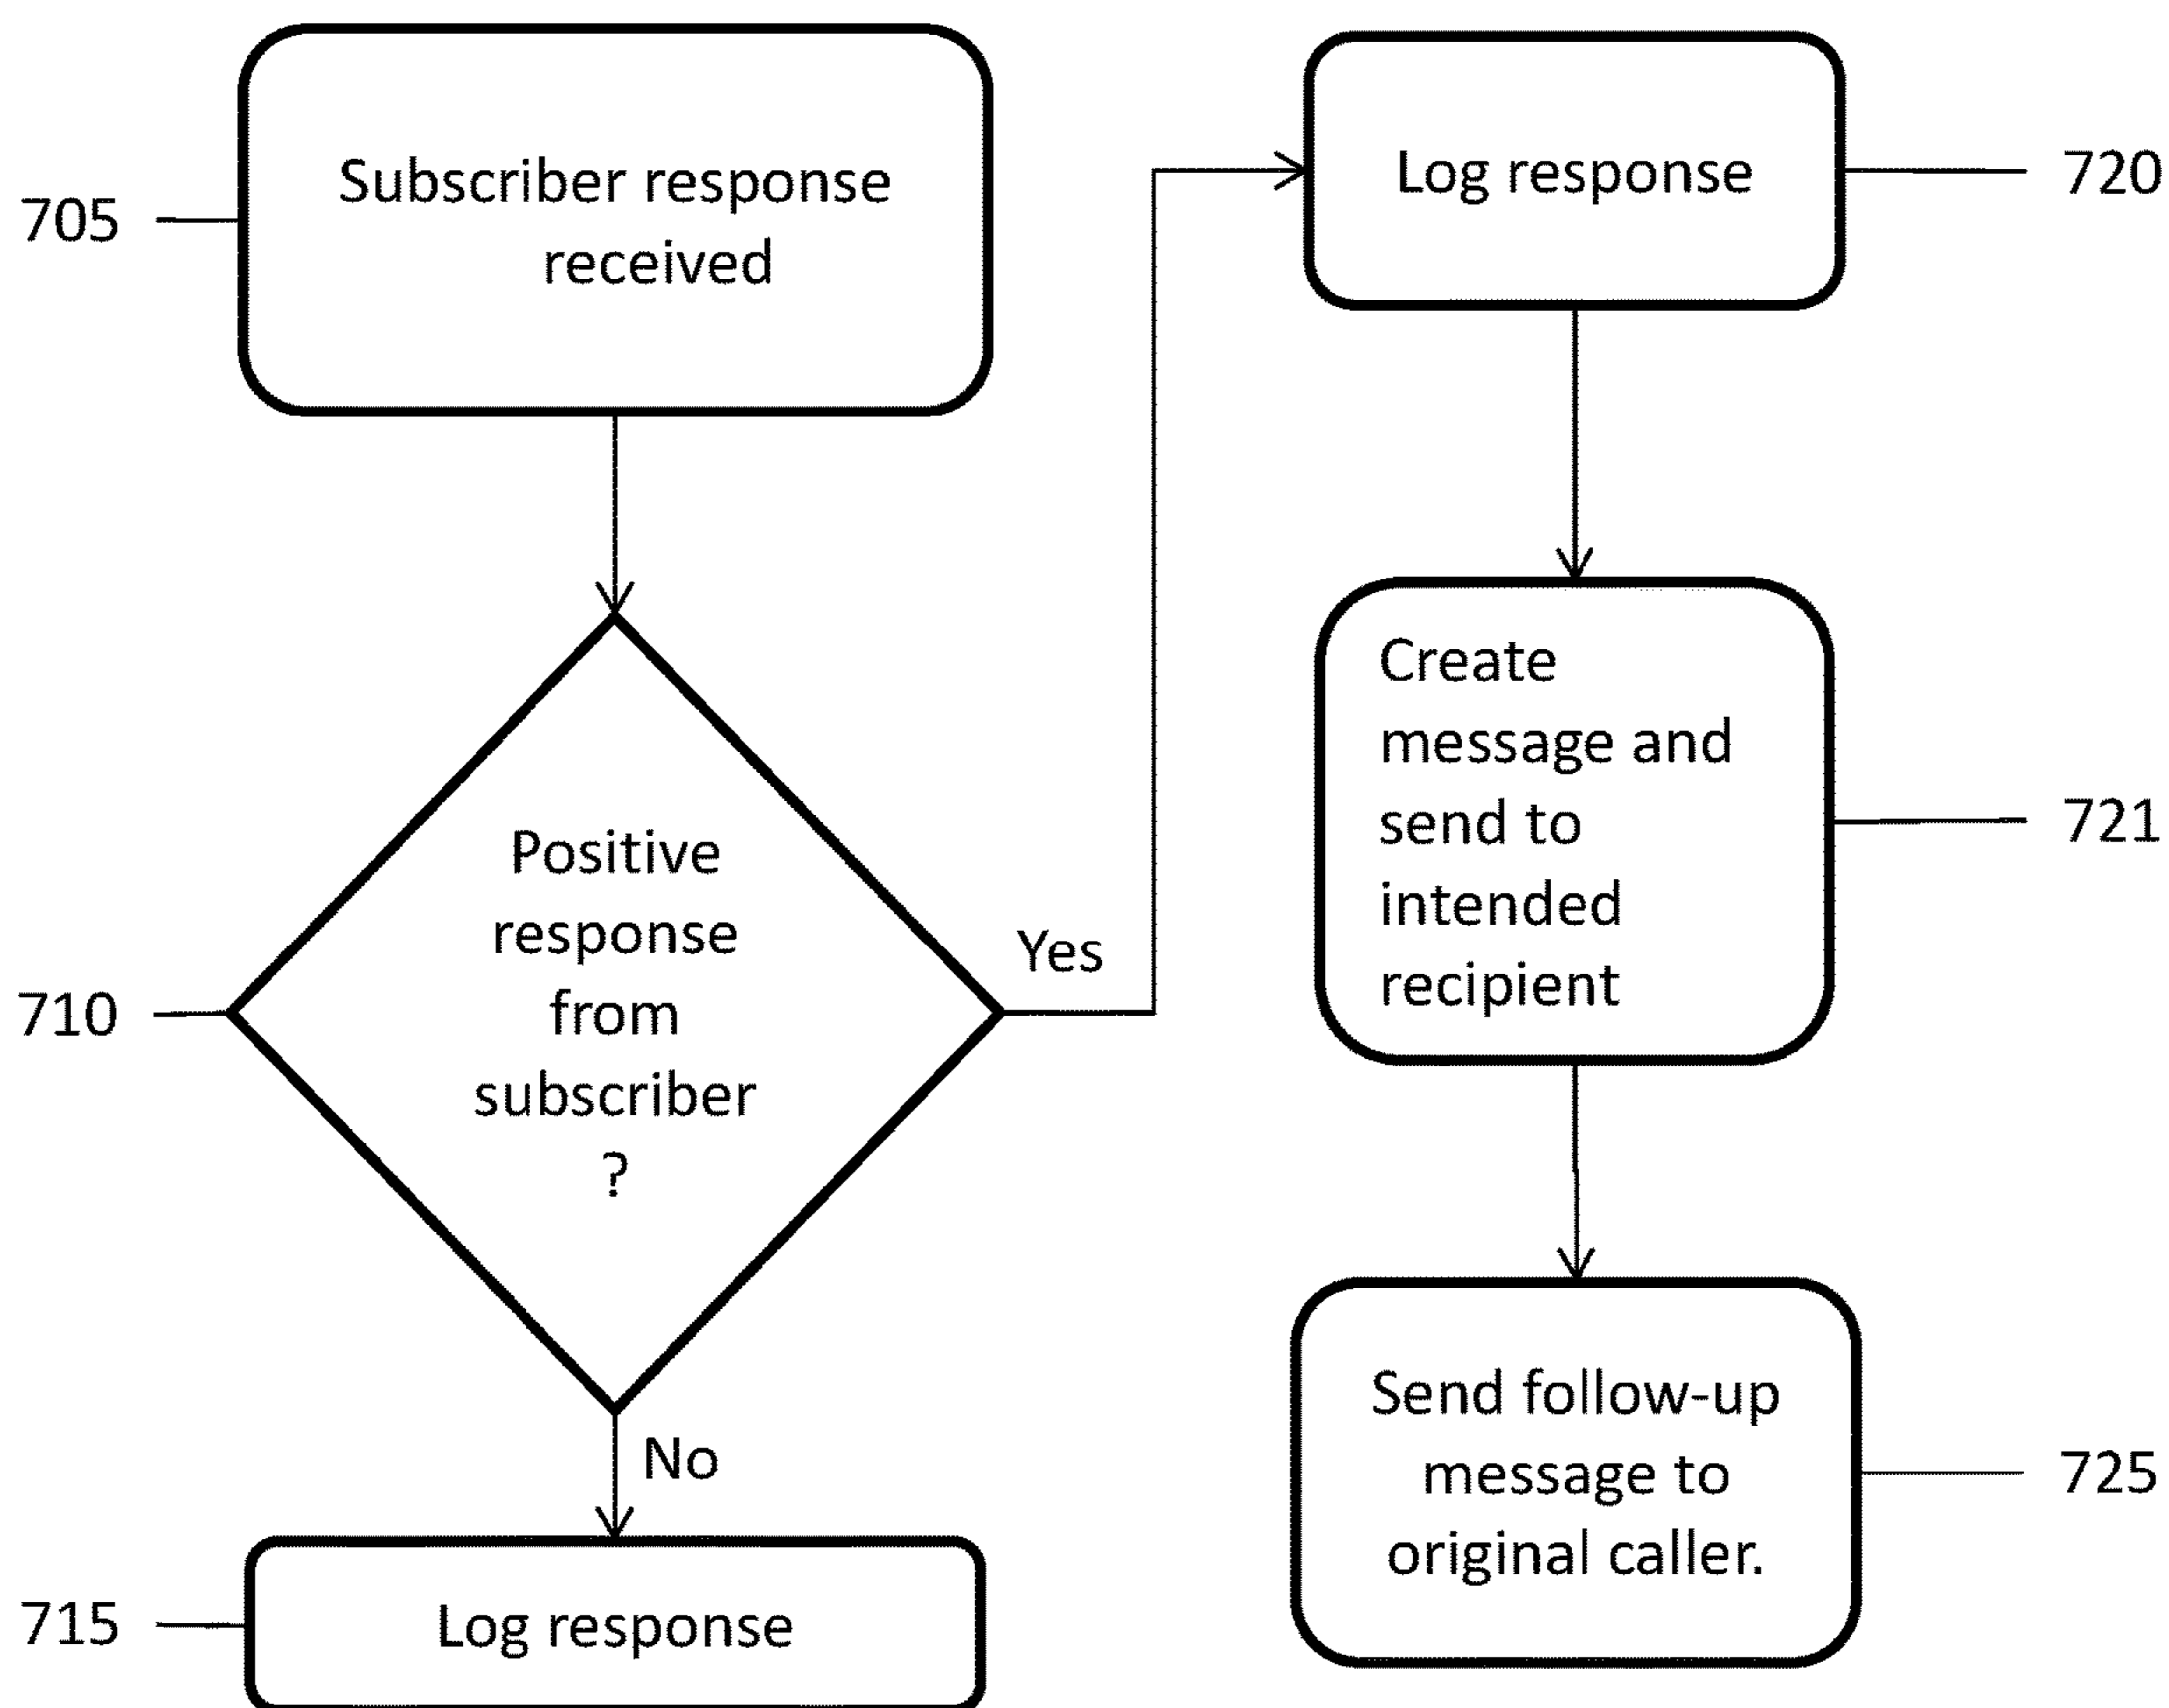 705
Subscriber response
received
710
Positive
response
from
subscriber
?
Yes
No
715
Log response
Log response
720
Create
message and
send to
intended
recipient
721
Send follow-up
message to
original caller.
725